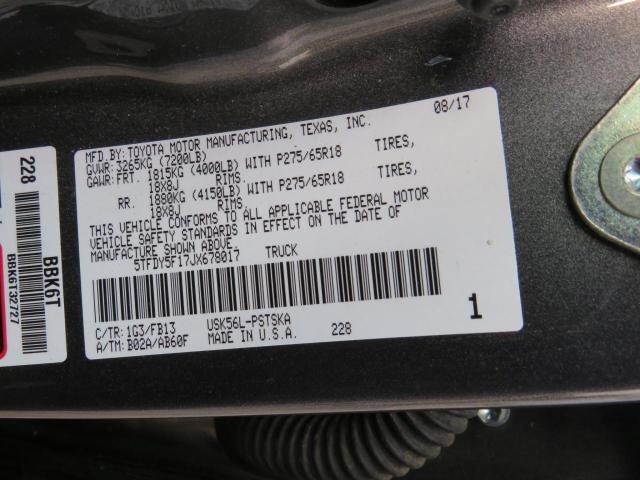 08/17
MFD.BY:TOYOTA MOTOR MANUFACTURING, TEXAS, INC.
GVWR:3265KG (7200LB)
GAWR:FRT. 1815KG (4000LB) WITH P275/65R18 TIRES,
18X8J RIMS
RR. 1880KG (4150LB) WITH P275/65R18 TIRES,
18X8J RIMS
THIS VEHICLE CONFORMS TO ALL APPLICABLE FEDERAL MOTOR
VEHICLE SAFETY STANDARDS IN EFFECT ON THE DATE OF
MANUFACTURE SHOWN ABOVE.
5TFDY5F17JX678017 TRUCK
C/TR:1G3/FB13 USK56L-PSTSKA
A/TM:B02A/AB60F MADE IN U.S.A. 228
1
228
BBK6T
BBK6T32727